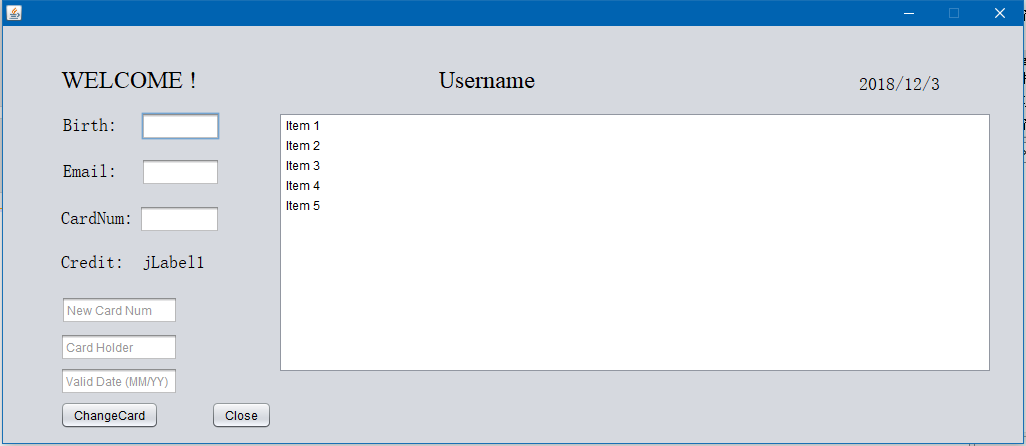 WELCOME !
Username
2018/12/3
Birth:
Email:
CardNum:
Credit: jLabel1
New Card Num
Card Holder
Valid Date (MM/YY)
ChangeCard
Close
Item 1
Item 2
Item 3
Item 4
Item 5